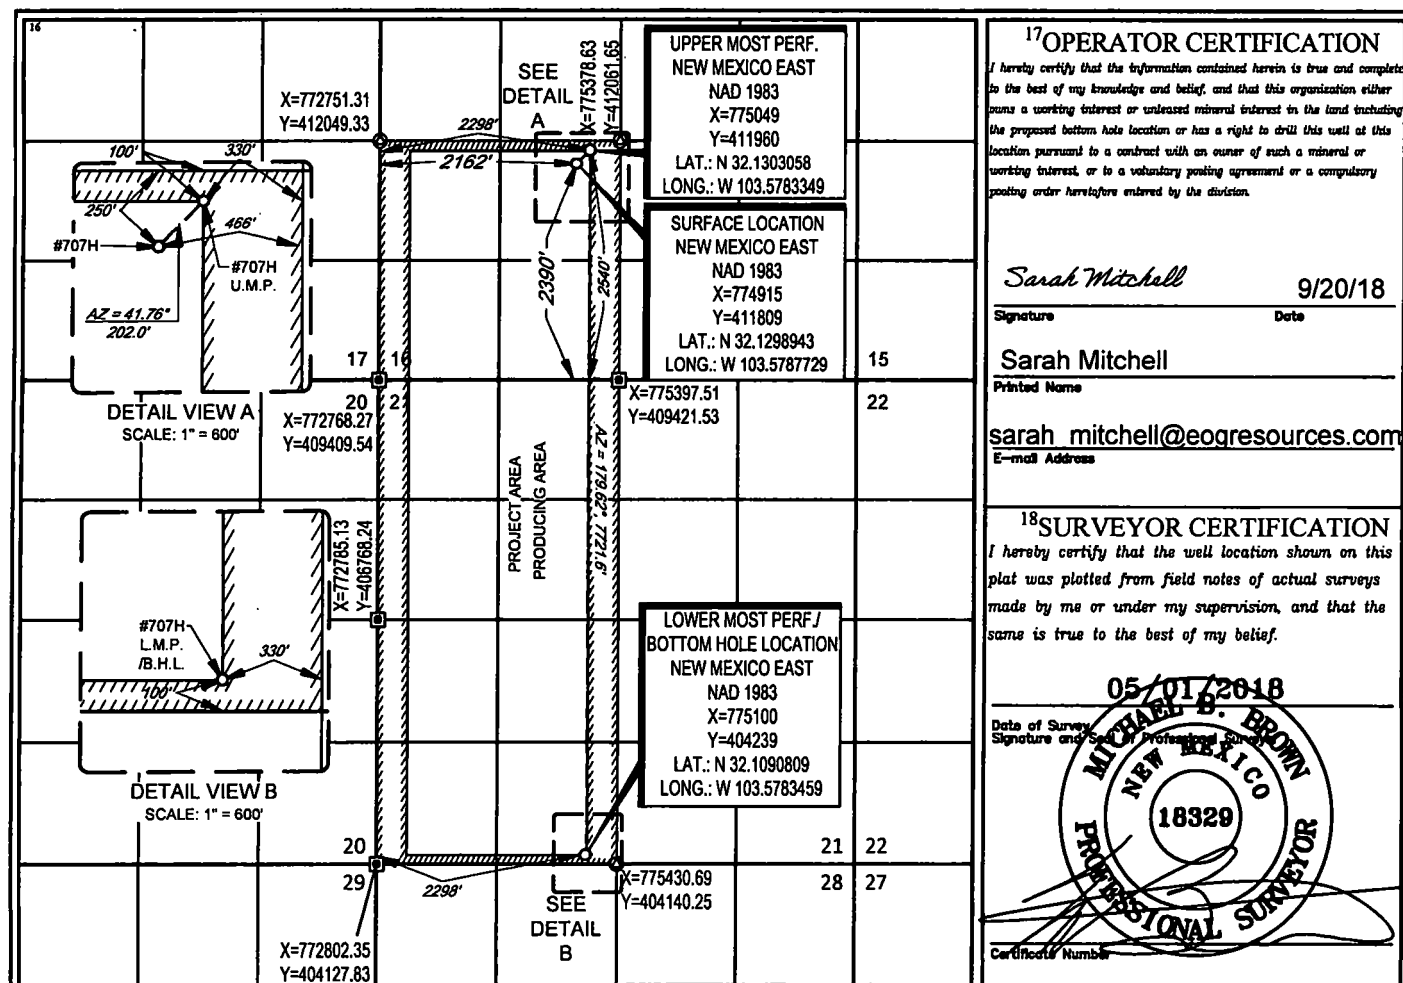 16
X=772751.31
Y=412049.33
SEE
DETAIL
A
X=775378.63
Y=412061.65
2298'
2162'
2390'
2540'
UPPER MOST PERF.
NEW MEXICO EAST
NAD 1983
X=775049
Y=411960
LAT.: N 32.1303058
LONG.: W 103.5783349
SURFACE LOCATION
NEW MEXICO EAST
NAD 1983
X=774915
Y=411809
LAT.: N 32.1298943
LONG.: W 103.5787729
100'
330'
250'
466'
#707H
#707H
U.M.P.
AZ = 41.76°
202.0'
DETAIL VIEW A
SCALE: 1" = 600'
17 16
20 21
15
22
X=772768.27
Y=409409.54
X=775397.51
Y=409421.53
PROJECT AREA
PRODUCING AREA
AZ = 179.62°, 7721.6'
X=772785.13
Y=406768.24
#707H
L.M.P.
/B.H.L.
330'
100'
DETAIL VIEW B
SCALE: 1" = 600'
LOWER MOST PERF./
BOTTOM HOLE LOCATION
NEW MEXICO EAST
NAD 1983
X=775100
Y=404239
LAT.: N 32.1090809
LONG.: W 103.5783459
20
29
21 22
28 27
2298'
SEE
DETAIL
B
X=775430.69
Y=404140.25
X=772802.35
Y=404127.83
17 OPERATOR CERTIFICATION
I hereby certify that the information contained herein is true and complete
to the best of my knowledge and belief, and that this organization either
owns a working interest or unleased mineral interest in the land including
the proposed bottom hole location or has a right to drill this well at this
location pursuant to a contract with an owner of such a mineral or
working interest, or to a voluntary pooling agreement or a compulsory
pooling order heretofore entered by the division.
Sarah Mitchell
9/20/18
Signature Date
Sarah Mitchell
Printed Name
sarah_mitchell@eogresources.com
E-mail Address
18 SURVEYOR CERTIFICATION
I hereby certify that the well location shown on this
plat was plotted from field notes of actual surveys
made by me or under my supervision, and that the
same is true to the best of my belief.
05/01/2018
Date of Survey
Signature and Seal of Professional Surveyor
MICHAEL B. BROWN
NEW MEXICO
18329
PROFESSIONAL SURVEYOR
Certificate Number